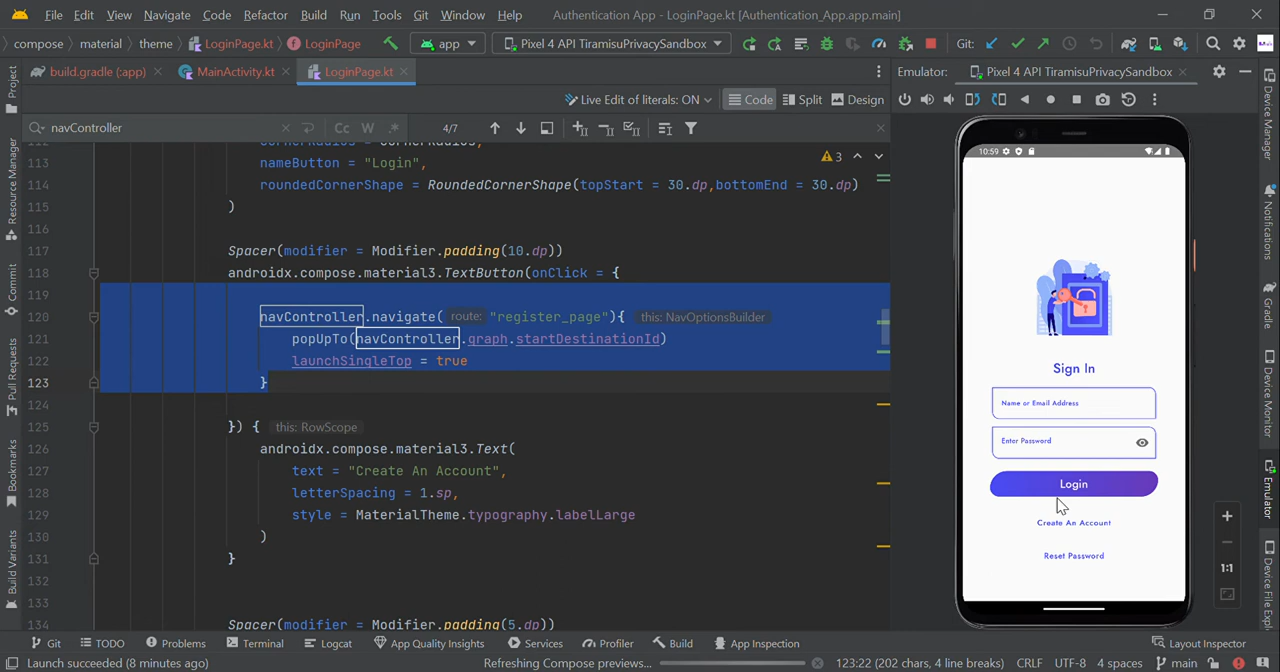 File Edit View Navigate Code Refactor Build Run Tools Git Window Help Authentication App - LoginPage.kt [Authentication_App.app.main]
compose material theme LoginPage.kt LoginPage app Pixel 4 API TiramisuPrivacySandbox Git:
build.gradle (:app) MainActivity.kt LoginPage.kt Emulator: Pixel 4 API TiramisuPrivacySandbox
Live Edit of literals: ON Code Split Design
navController Cc W .* 4/7
113 nameButton = "Login", 3
114 roundedCornerShape = RoundedCornerShape(topStart = 30.dp,bottomEnd = 30.dp)
115 )
116
117 Spacer(modifier = Modifier.padding(10.dp))
118 androidx.compose.material3.TextButton(onClick = {
119
120 navController.navigate( route: "register_page"){ this: NavOptionsBuilder
121 popUpTo(navController.graph.startDestinationId)
122 launchSingleTop = true
123 }
124
125 }) { this: RowScope
126 androidx.compose.material3.Text(
127 text = "Create An Account",
128 letterSpacing = 1.sp,
129 style = MaterialTheme.typography.labelLarge
130 )
131 }
132
133
134 Spacer(modifier = Modifier.padding(5.dp))
10:59
Sign In
Name or Email Address
Enter Password
Login
Create An Account
Reset Password
1:1
Project
Resource Manager
Commit
Pull Requests
Bookmarks
Build Variants
Device Manager
Notifications
Gradle
Device Monitor
Emulator
Device File Expl
Git TODO Problems Terminal Logcat App Quality Insights Services Profiler Build App Inspection Layout Inspector
Launch succeeded (8 minutes ago) Refreshing Compose previews... 123:22 (202 chars, 4 line breaks) CRLF UTF-8 4 spaces main